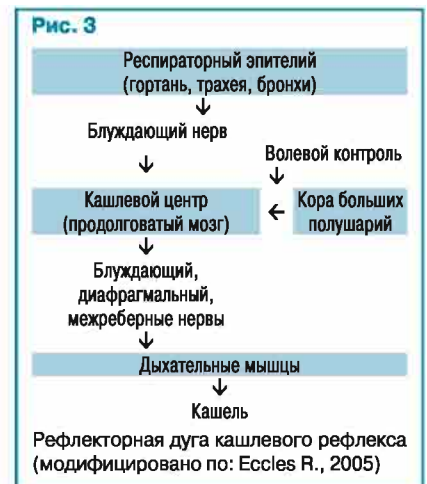 Рис. 3
Респираторный эпителий
(гортань, трахея, бронхи)
↓
Блуждающий нерв
↓
Волевой контроль
↓
Кашлевой центр
(продолговатый мозг)
←
Кора больших
полушарий
↓
Блуждающий,
диафрагмальный,
межреберные нервы
↓
Дыхательные мышцы
↓
Кашель
Рефлекторная дуга кашлевого рефлекса
(модифицировано по: Eccles R., 2005)